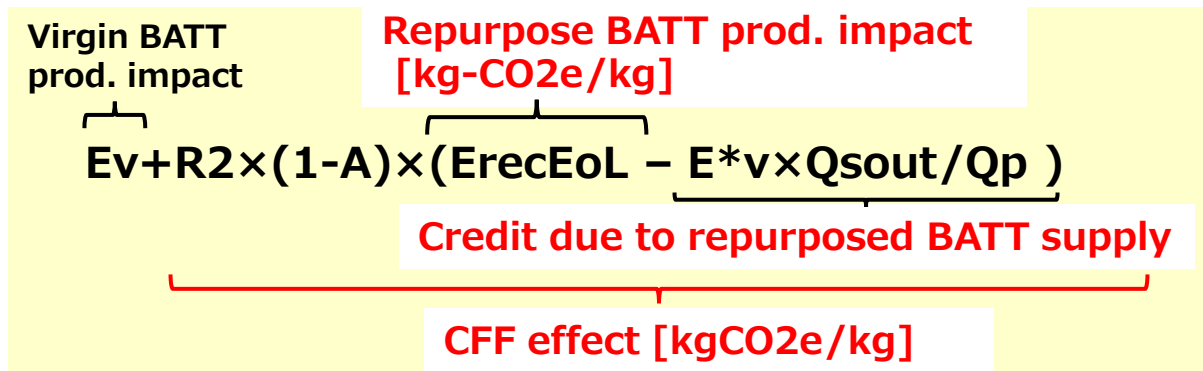 Virgin BATT
prod. impact
Repurpose BATT prod. impact
[kg-CO2e/kg]
Ev+R2×(1-A)×(ErecEoL – E*v×Qsout/Qp )
Credit due to repurposed BATT supply
CFF effect [kgCO2e/kg]